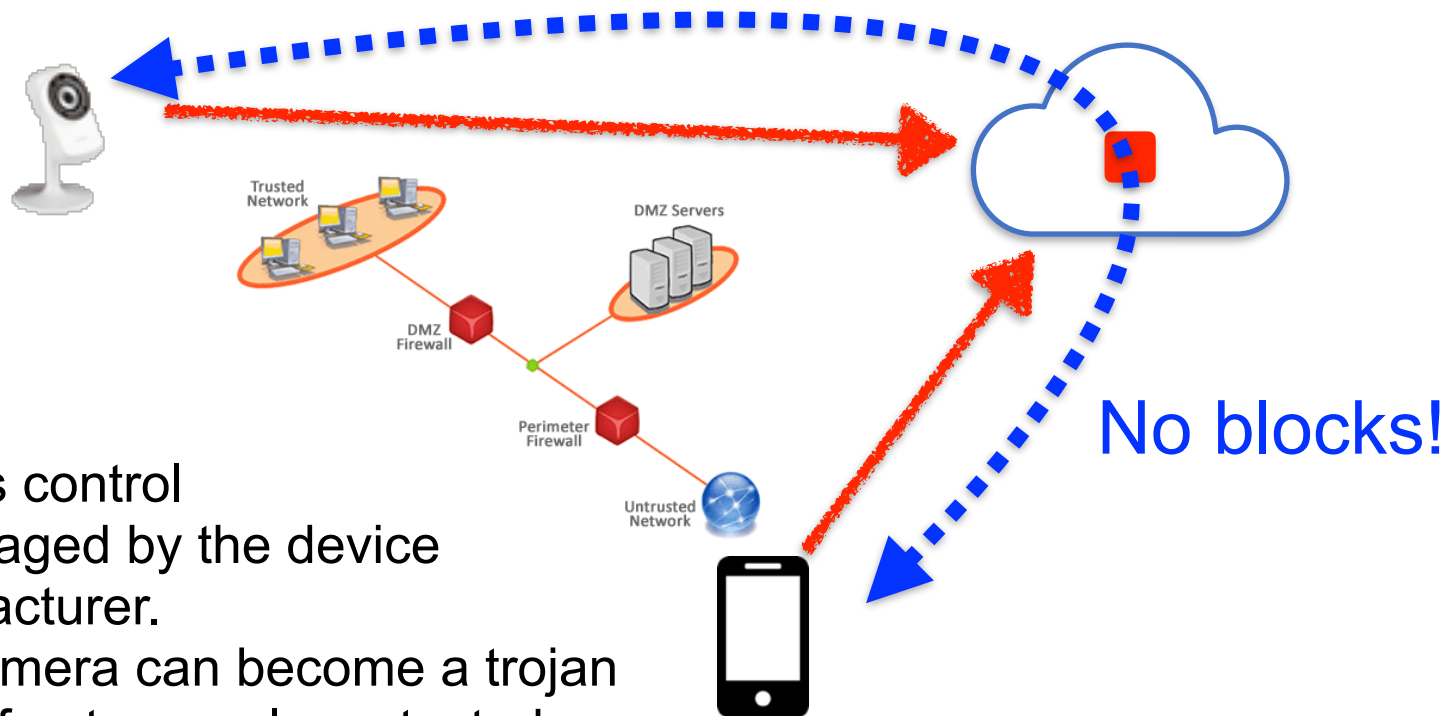 Trusted
Network
DMZ Servers
DMZ
Firewall
Perimeter
Firewall
Untrusted
Network
No blocks!
s control
aged by the device
acturer.
mera can become a trojan